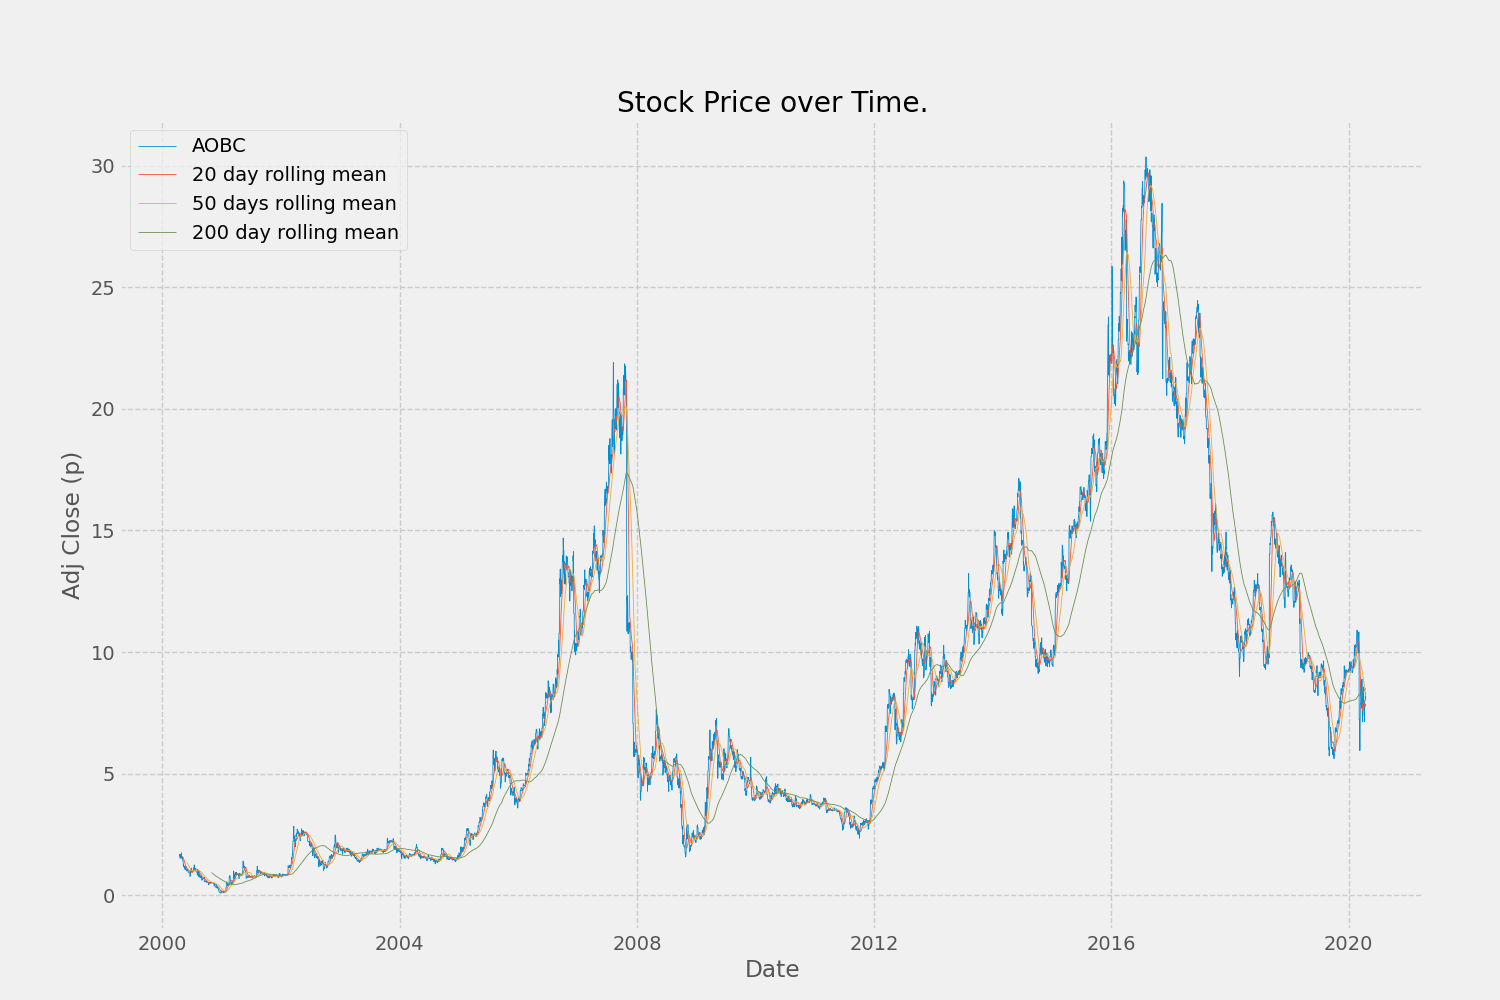 Stock Price over Time.
AOBC
20 day rolling mean
50 days rolling mean
200 day rolling mean
30
25
20
15
10
5
0
Adj Close (p)
2000 2004 2008 2012 2016 2020
Date